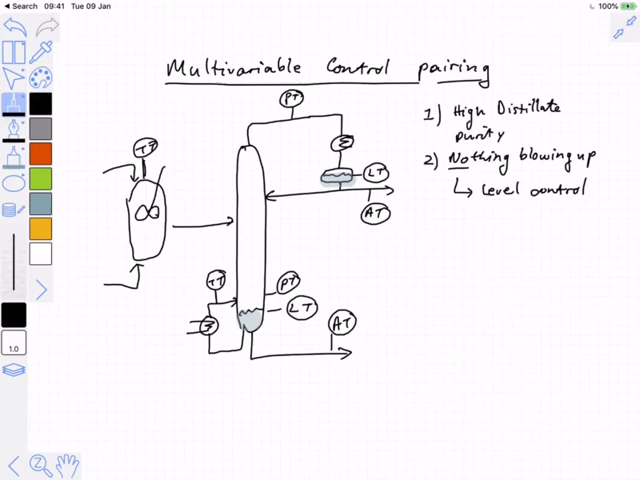 Search 09:41 Tue 09 Jan
100%
Multivariable Control pairing
PT
1) High Distillate
purity
TT
2) Nothing blowing up
LT
↳ Level control
AT
TT
PT
LT
AT
1.0